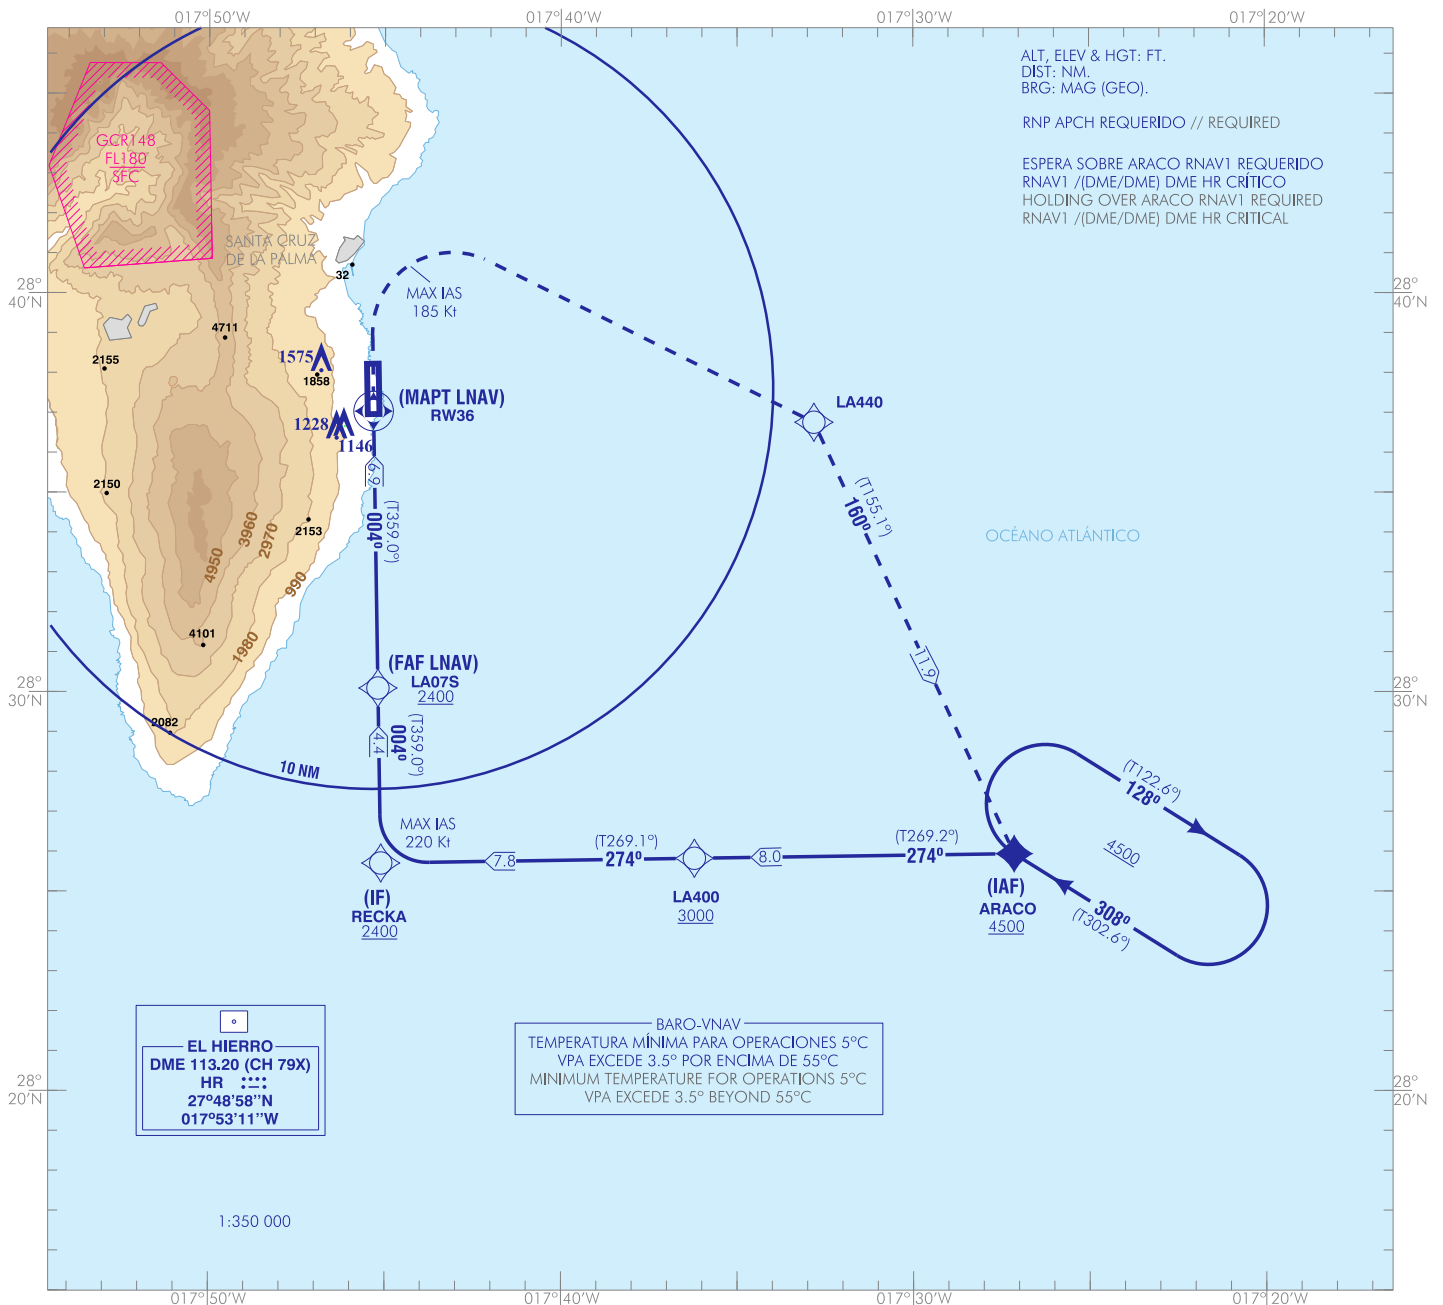 017°50'W
017°40'W
017°30'W
017°20'W
ALT, ELEV & HGT: FT.
DIST: NM.
BRG: MAG (GEO).
RNP APCH REQUERIDO // REQUIRED
ESPERA SOBRE ARACO RNAV1 REQUERIDO
RNAV1 /(DME/DME) DME HR CRÍTICO
HOLDING OVER ARACO RNAV1 REQUIRED
RNAV1 /(DME/DME) DME HR CRITICAL
GCR148
FL180
SFC
SANTA CRUZ
DE LA PALMA
32
28°
40'N
28°
40'N
MAX IAS
185 Kt
4711
2155
1575
1858
(MAPT LNAV)
RW36
LA440
1228
1146
6.9
2150
(T359.0°)
004°
(T155.1°)
160°
2153
OCÉANO ATLÁNTICO
3960
2970
4950
990
4101
1980
11.9
(FAF LNAV)
LA07S
2400
28°
30'N
28°
30'N
2082
4.4
004°
(T359.0°)
10 NM
(T122.6°)
128°
4500
MAX IAS
220 Kt
(T269.1°)
274°
7.8
8.0
(T269.2°)
274°
(IF)
RECKA
2400
LA400
3000
(IAF)
ARACO
4500
308°
(T302.6°)
EL HIERRO
DME 113.20 (CH 79X)
HR
27°48'58''N
017°53'11''W
BARO-VNAV
TEMPERATURA MÍNIMA PARA OPERACIONES 5°C
VPA EXCEDE 3.5° POR ENCIMA DE 55°C
MINIMUM TEMPERATURE FOR OPERATIONS 5°C
VPA EXCEDE 3.5° BEYOND 55°C
28°
20'N
28°
20'N
1:350 000
017°50'W
017°40'W
017°30'W
017°20'W